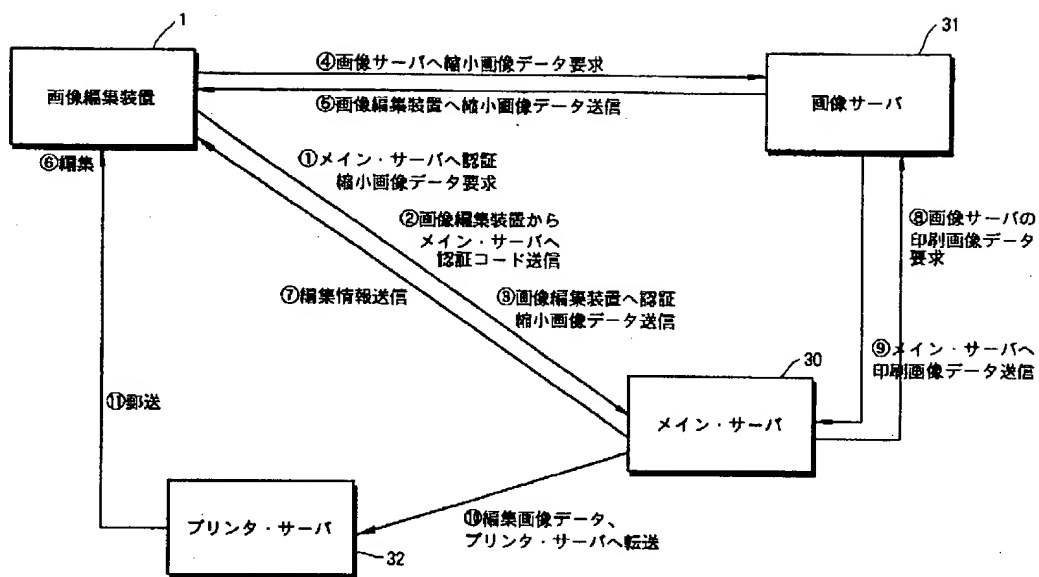 1
画像編集装置
31
画像サーバ
④画像サーバへ縮小画像データ要求
⑤画像編集装置へ縮小画像データ送信
⑥編集
①メイン・サーバへ認証
縮小画像データ要求
②画像編集装置から
メイン・サーバへ
認証コード送信
⑦編集情報送信
③画像編集装置へ認証
縮小画像データ送信
⑧画像サーバの
印刷画像データ
要求
⑨メイン・サーバへ
印刷画像データ送信
30
メイン・サーバ
⑪郵送
プリンタ・サーバ
32
⑩編集画像データ、
プリンタ・サーバへ転送